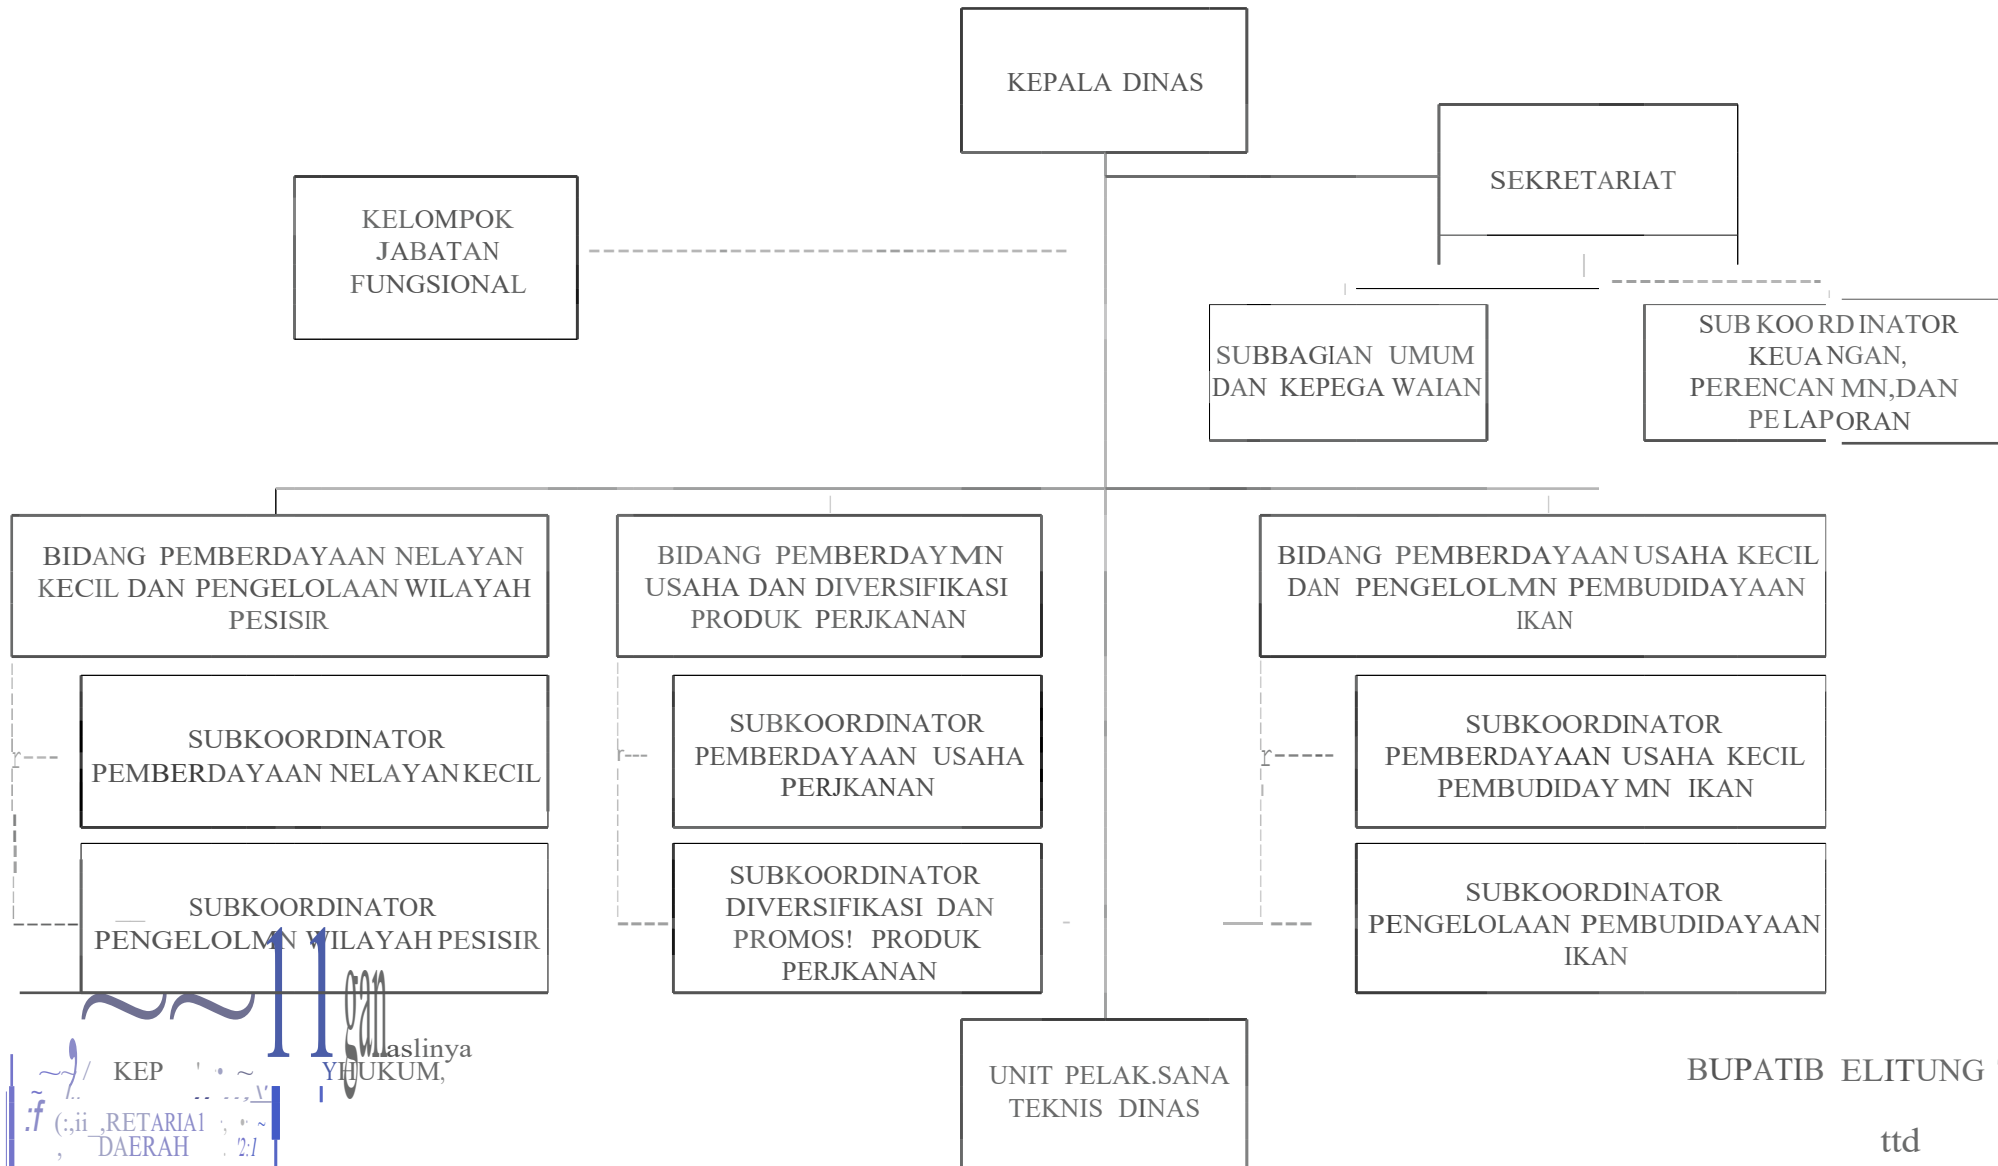 KEPALA DINAS
SEKRETARIAT
KELOMPOK
JABATAN
FUNGSIONAL
SUBBAGIAN UMUM
DAN KEPEGA WAIAN
SUB KOO RD INATOR
KEUA NGAN,
PERENCAN MN,DAN
PE LAPORAN
BIDANG PEMBERDAYAAN NELAYAN
KECIL DAN PENGELOLAAN WILAYAH
PESISIR
BIDANG PEMBERDAYMN
USAHA DAN DIVERSIFIKASI
PRODUK PERJKANAN
BIDANG PEMBERDAYAAN USAHA KECIL
DAN PENGELOLMN PEMBUDIDAYAAN
IKAN
SUBKOORDINATOR
PEMBERDAYAAN NELAYAN KECIL
SUBKOORDINATOR
PEMBERDAYAAN USAHA
PERJKANAN
SUBKOORDINATOR
PEMBERDAYAAN USAHA KECIL
PEMBUDIDAY MN IKAN
SUBKOORDINATOR
PENGELOLMN WILAYAH PESISIR
SUBKOORDINATOR
DIVERSIFIKASI DAN
PROMOS! PRODUK
PERJKANAN
SUBKOORDINATOR
PENGELOLAAN PEMBUDIDAYAAN
IKAN
11 gan
aslinya
KEP YHUKUM,
RETARIA1
DAERAH
UNIT PELAK.SANA
TEKNIS DINAS
BUPATIB ELITUNG
ttd